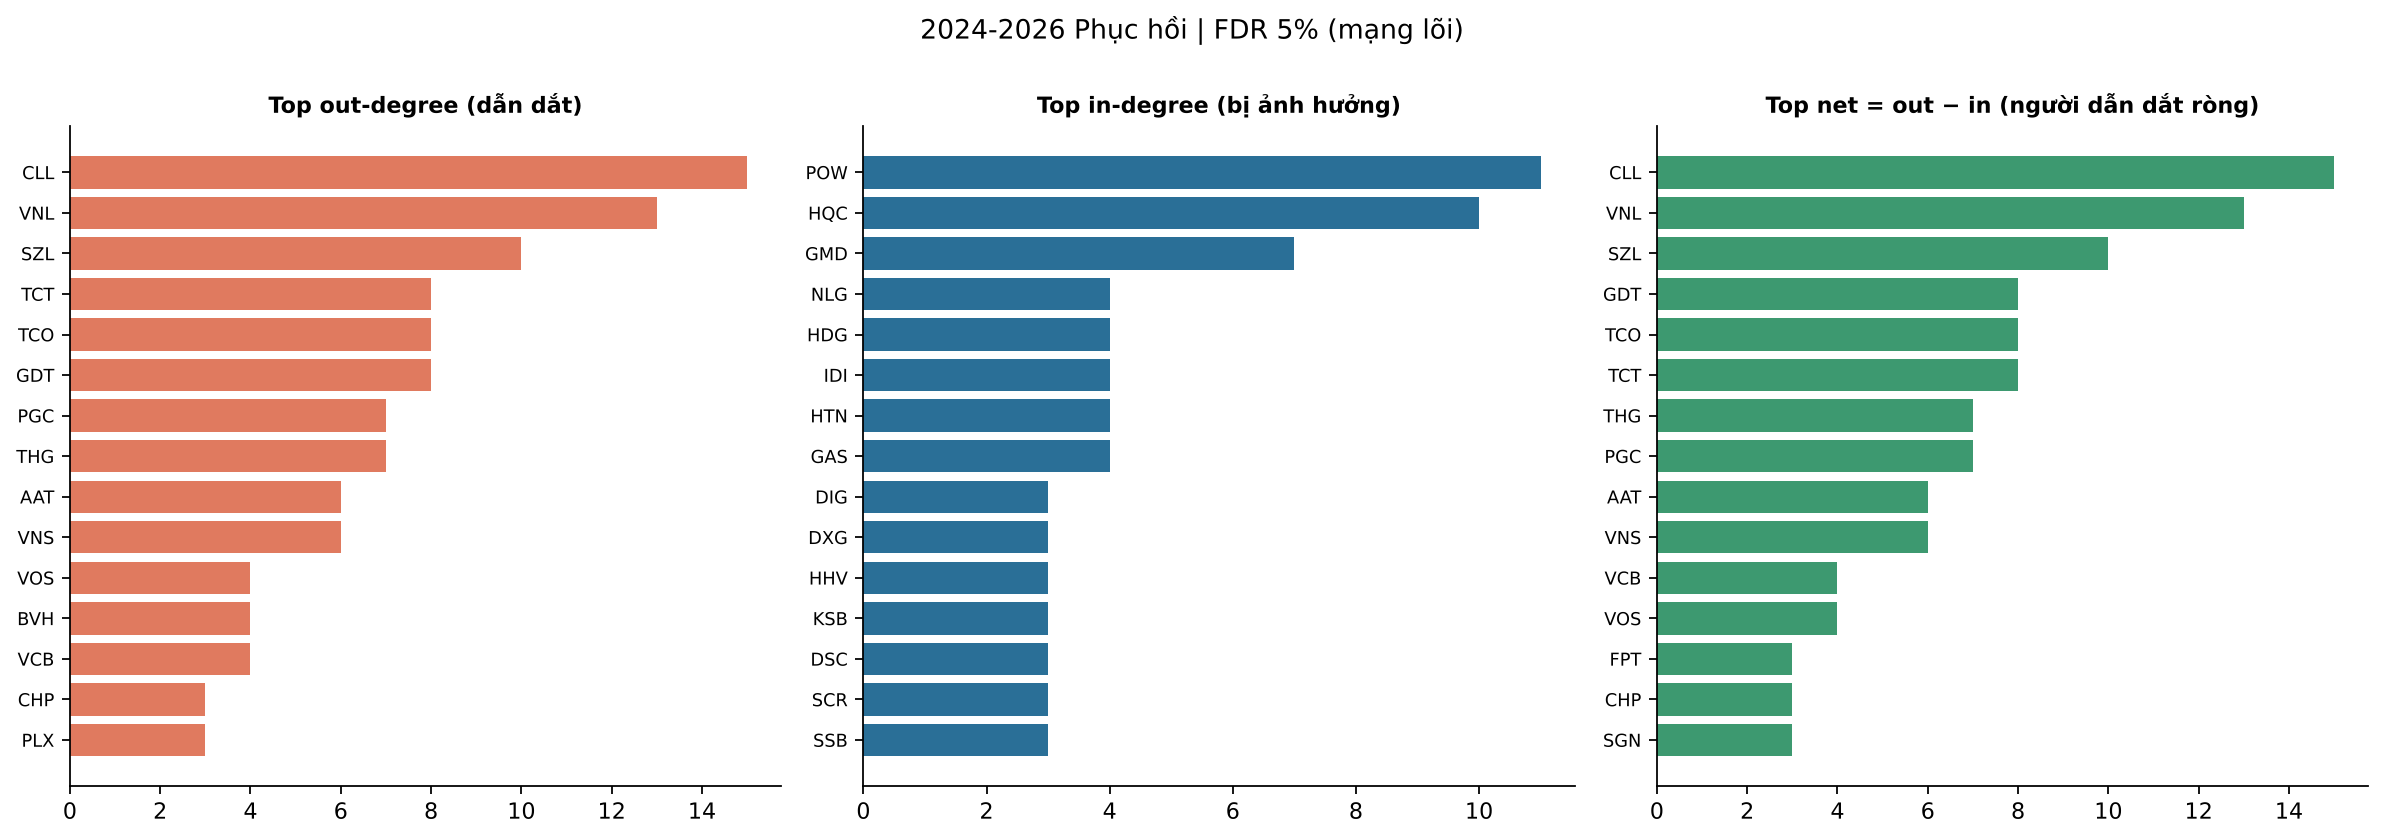 2024-2026 Phục hồi | FDR 5% (mạng lõi)
Top out-degree (dẫn dắt)
CLL
VNL
SZL
TCT
TCO
GDT
PGC
THG
AAT
VNS
VOS
BVH
VCB
CHP
PLX
0 2 4 6 8 10 12 14
Top in-degree (bị ảnh hưởng)
POW
HQC
GMD
NLG
HDG
IDI
HTN
GAS
DIG
DXG
HHV
KSB
DSC
SCR
SSB
0 2 4 6 8 10
Top net = out − in (người dẫn dắt ròng)
CLL
VNL
SZL
GDT
TCO
TCT
THG
PGC
AAT
VNS
VCB
VOS
FPT
CHP
SGN
0 2 4 6 8 10 12 14